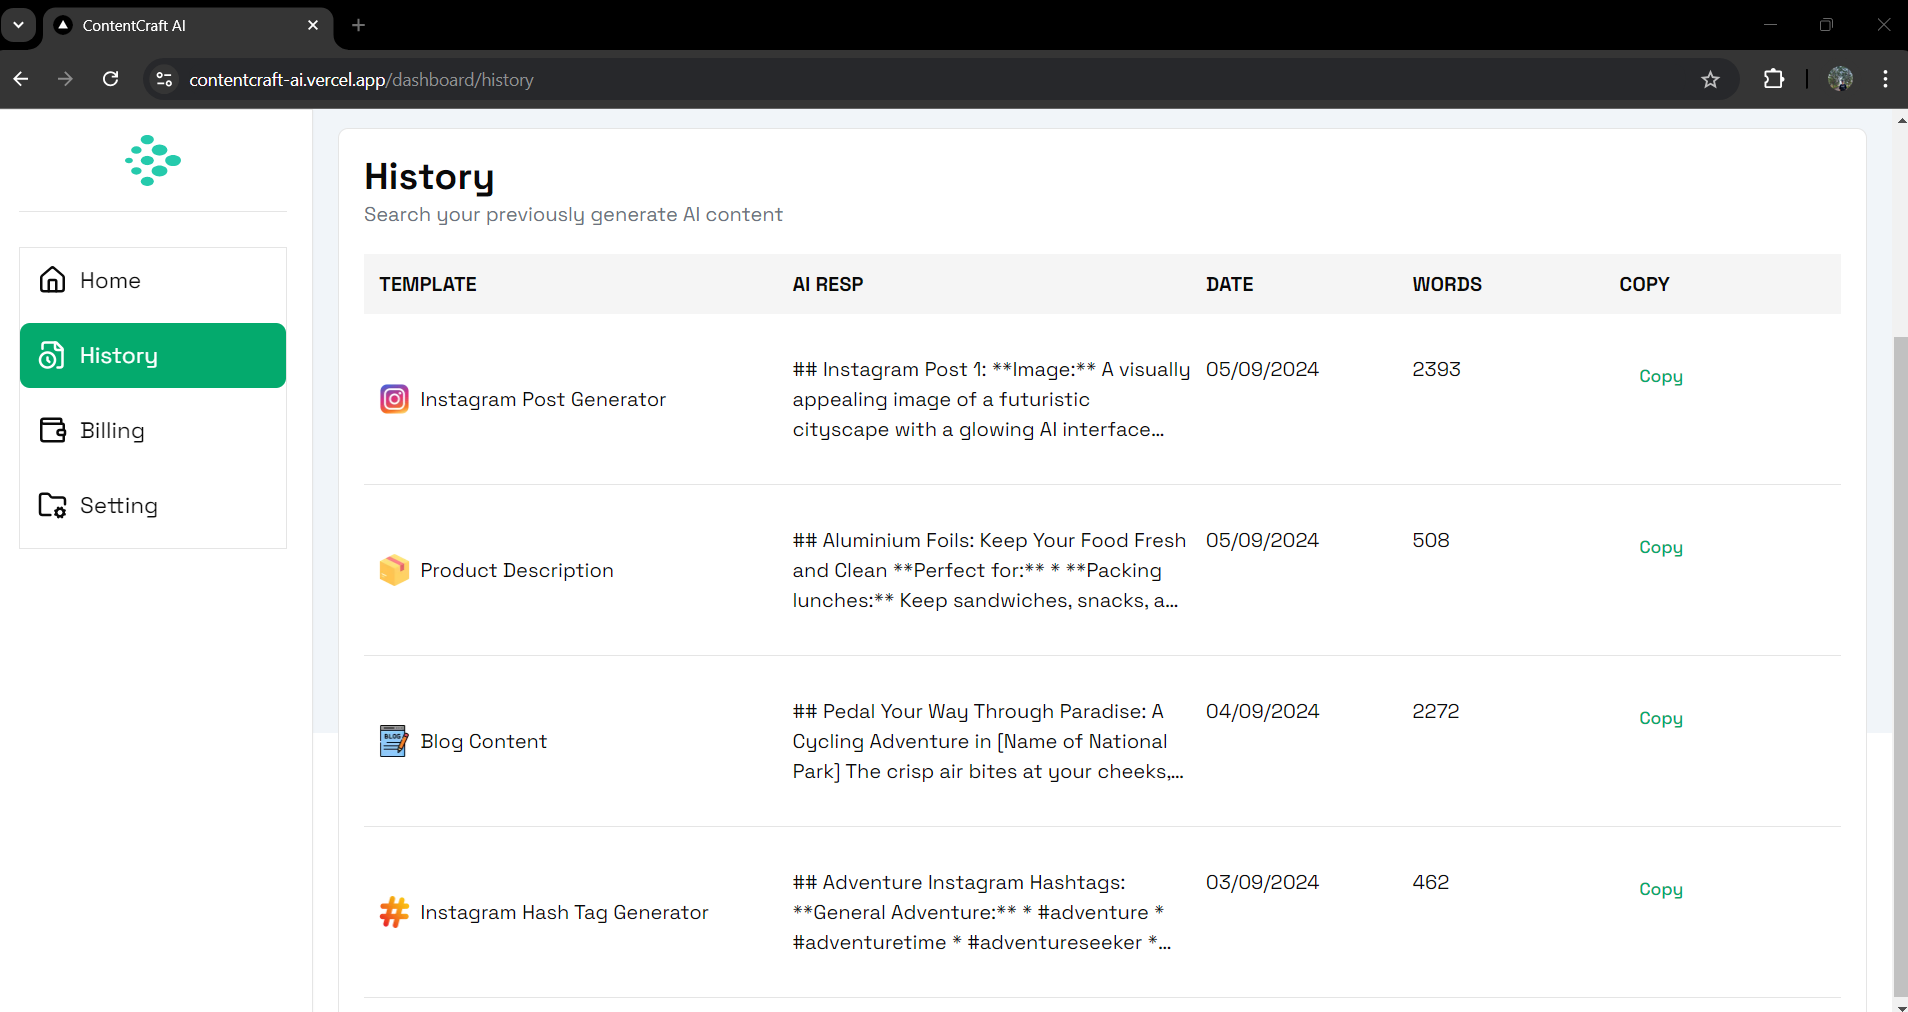 ContentCraft AI
contentcraft-ai.vercel.app/dashboard/history
Home
History
Billing
Setting
History
Search your previously generate AI content
TEMPLATE AI RESP DATE WORDS COPY
Instagram Post Generator
## Instagram Post 1: **Image:** A visually
appealing image of a futuristic
cityscape with a glowing AI interface...
05/09/2024
2393
Copy
Product Description
## Aluminium Foils: Keep Your Food Fresh
and Clean **Perfect for:** * **Packing
lunches:** Keep sandwiches, snacks, a...
05/09/2024
508
Copy
BLOG
Blog Content
## Pedal Your Way Through Paradise: A
Cycling Adventure in [Name of National
Park] The crisp air bites at your cheeks,...
04/09/2024
2272
Copy
Instagram Hash Tag Generator
## Adventure Instagram Hashtags:
**General Adventure:** * #adventure *
#adventuretime * #adventureseeker *...
03/09/2024
462
Copy